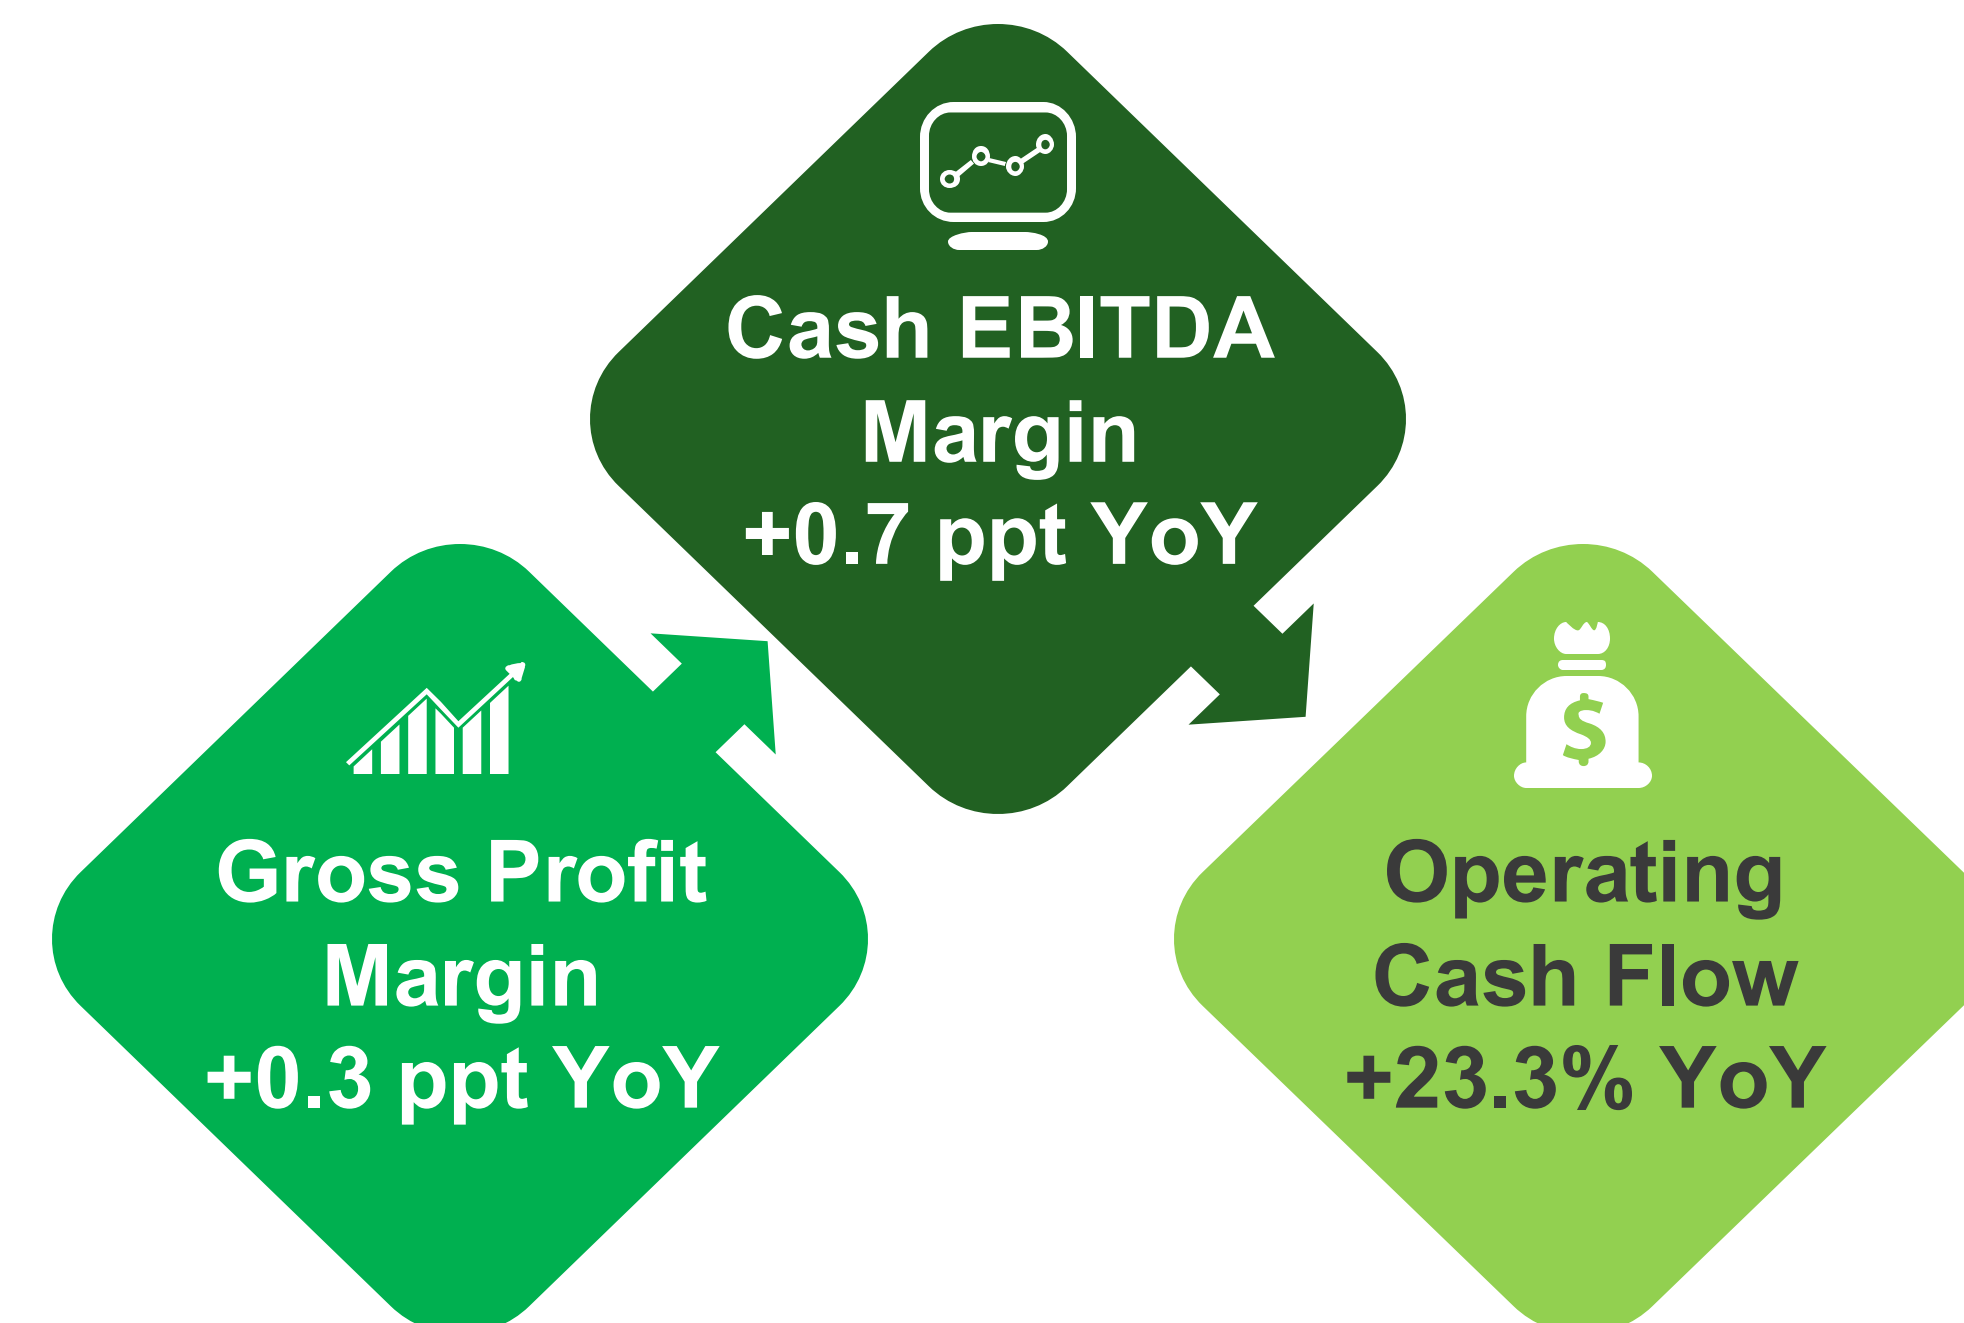 Cash EBITDA
Margin
+0.7 ppt YoY
Gross Profit
Margin
+0.3 ppt YoY
$
Operating
Cash Flow
+23.3% YoY